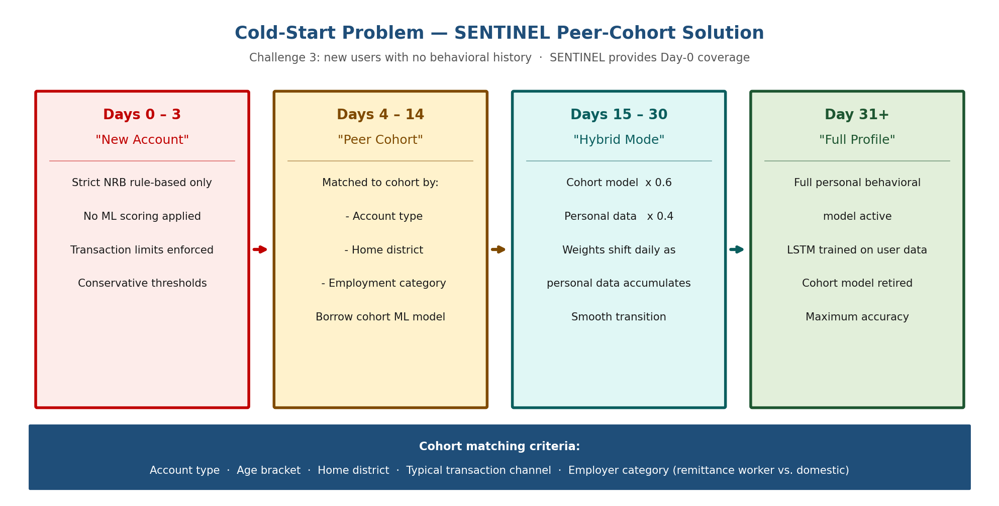 Cold-Start Problem — SENTINEL Peer-Cohort Solution
Challenge 3: new users with no behavioral history · SENTINEL provides Day-0 coverage
Days 0 – 3
"New Account"
Strict NRB rule-based only
No ML scoring applied
Transaction limits enforced
Conservative thresholds
Days 4 – 14
"Peer Cohort"
Matched to cohort by:
- Account type
- Home district
- Employment category
Borrow cohort ML model
Days 15 – 30
"Hybrid Mode"
Cohort model x 0.6
Personal data x 0.4
Weights shift daily as
personal data accumulates
Smooth transition
Day 31+
"Full Profile"
Full personal behavioral
model active
LSTM trained on user data
Cohort model retired
Maximum accuracy
Cohort matching criteria:
Account type · Age bracket · Home district · Typical transaction channel · Employer category (remittance worker vs. domestic)